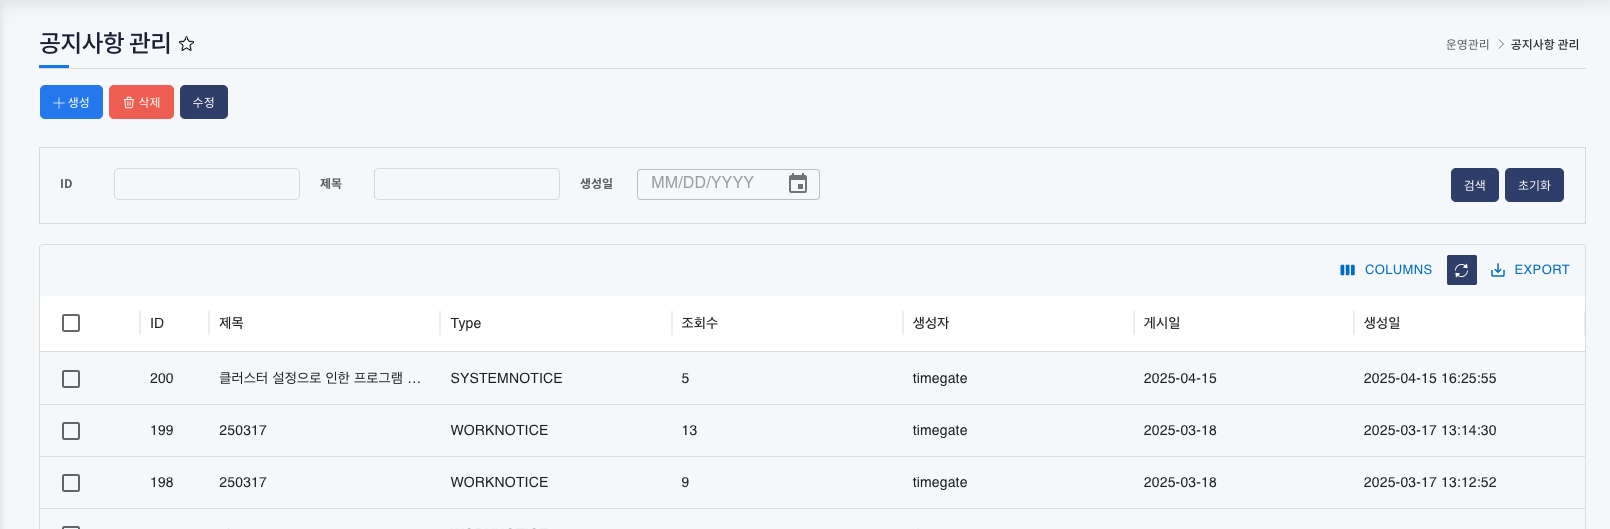 공지사항 관리
운영관리 > 공지사항 관리
생성 삭제 수정
ID 제목 생성일 MM/DD/YYYY 검색 초기화
COLUMNS EXPORT
ID 제목 Type 조회수 생성자 게시일 생성일
200 클러스터 설정으로 인한 프로그램 ... SYSTEMNOTICE 5 timegate 2025-04-15 2025-04-15 16:25:55
199 250317 WORKNOTICE 13 timegate 2025-03-18 2025-03-17 13:14:30
198 250317 WORKNOTICE 9 timegate 2025-03-18 2025-03-17 13:12:52